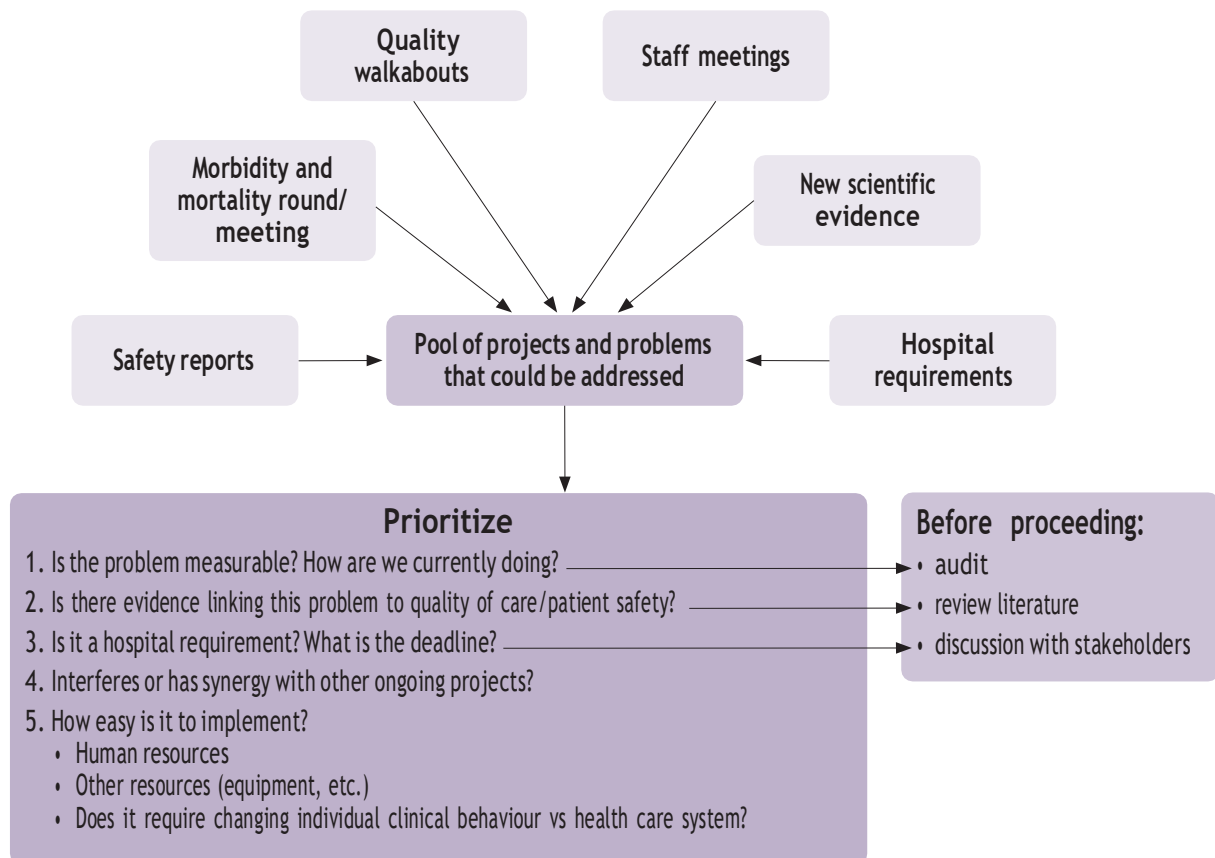 Quality
walkabouts
Staff meetings
Morbidity and
mortality round/
meeting
New scientific
evidence
Safety reports
Pool of projects and problems
that could be addressed
Hospital
requirements
Prioritize
1. Is the problem measurable? How are we currently doing?
2. Is there evidence linking this problem to quality of care/patient safety?
3. Is it a hospital requirement? What is the deadline?
4. Interferes or has synergy with other ongoing projects?
5. How easy is it to implement?
• Human resources
• Other resources (equipment, etc.)
• Does it require changing individual clinical behaviour vs health care system?
Before proceeding:
• audit
• review literature
• discussion with stakeholders